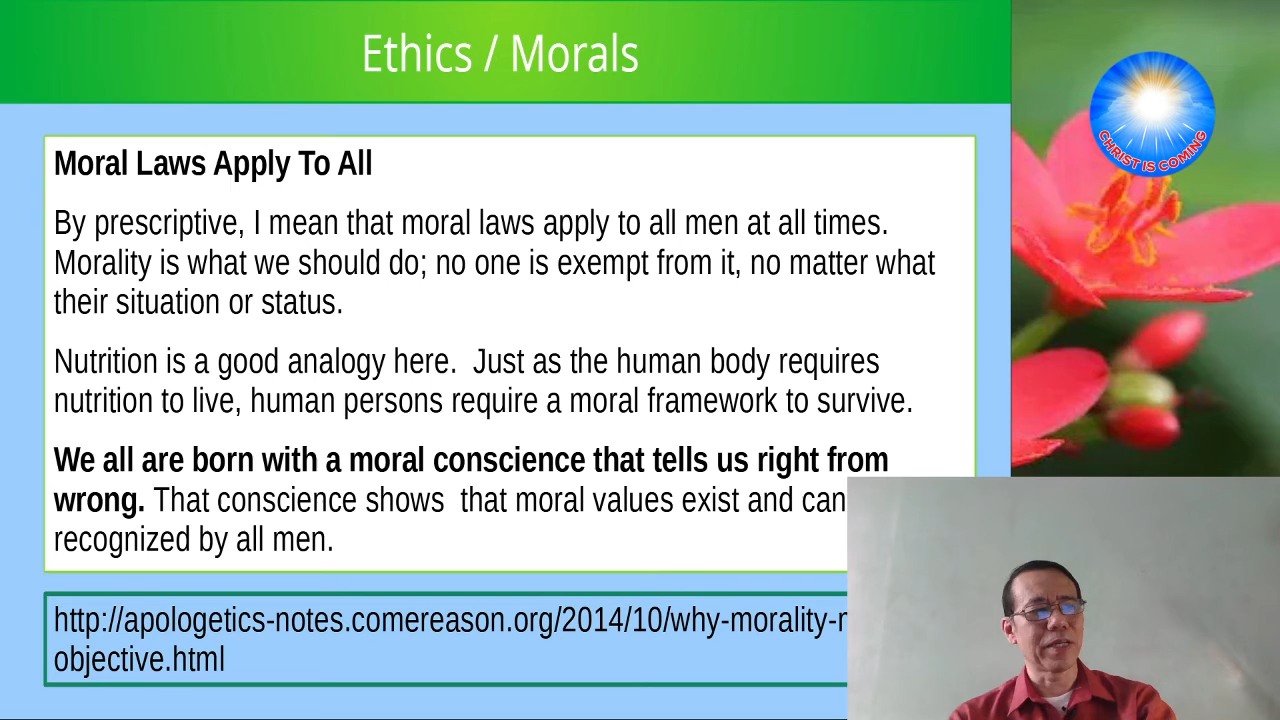 Ethics / Morals
CHRIST IS COMING
Moral Laws Apply To All
By prescriptive, I mean that moral laws apply to all men at all times.
Morality is what we should do; no one is exempt from it, no matter what
their situation or status.
Nutrition is a good analogy here.  Just as the human body requires
nutrition to live, human persons require a moral framework to survive.
We all are born with a moral conscience that tells us right from
wrong. That conscience shows  that moral values exist and can
recognized by all men.
http://apologetics-notes.comereason.org/2014/10/why-morality-
objective.html